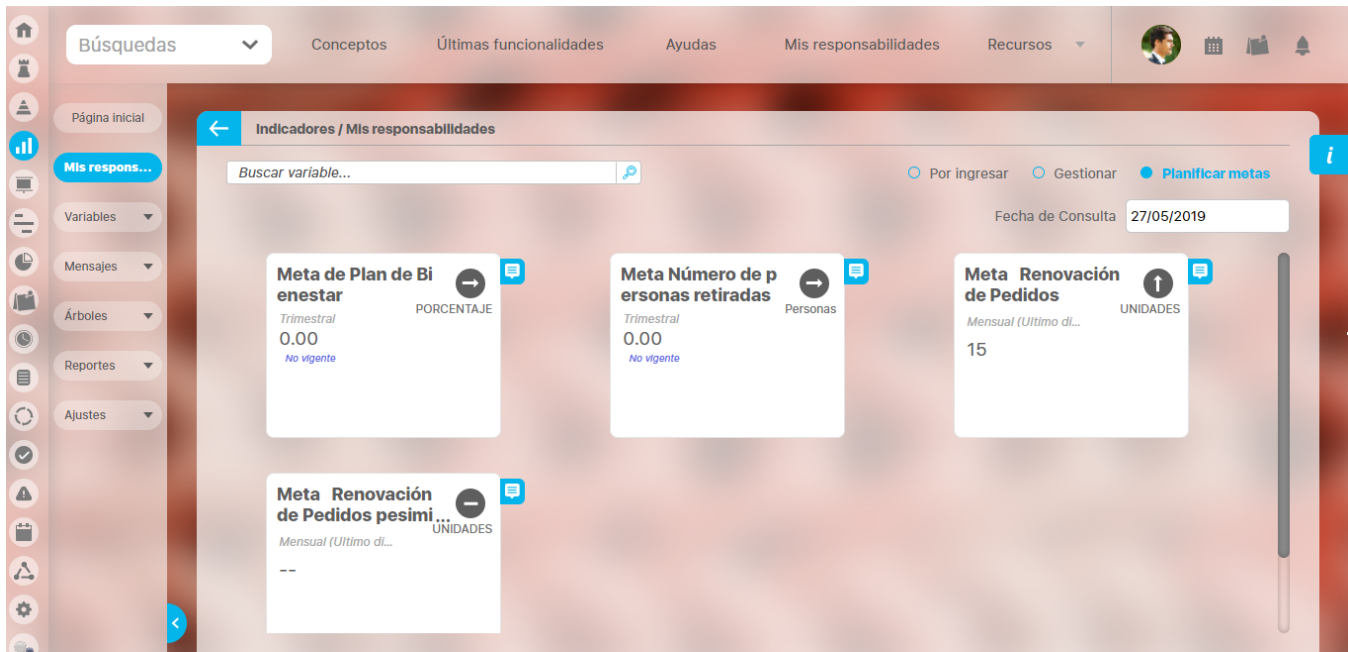 Búsquedas
Conceptos
Últimas funcionalidades
Ayudas
Mis responsabilidades
Recursos
Página inicial
MIs respons...
Variables
Mensajes
Árboles
Reportes
Ajustes
Indicadores / Mis responsabilidades
i
Buscar variable...
Por ingresar
Gestionar
Planificar metas
Fecha de Consulta
27/05/2019
Meta de Plan de Bi
enestar
PORCENTAJE
Trimestral
0.00
No vigente
Meta Número de p
ersonas retiradas
Personas
Trimestral
0.00
No vigente
Meta Renovación
de Pedidos
UNIDADES
Mensual (Ultimo di...
15
Meta Renovación
de Pedidos pesimi...
UNIDADES
Mensual (Ultimo di...
--